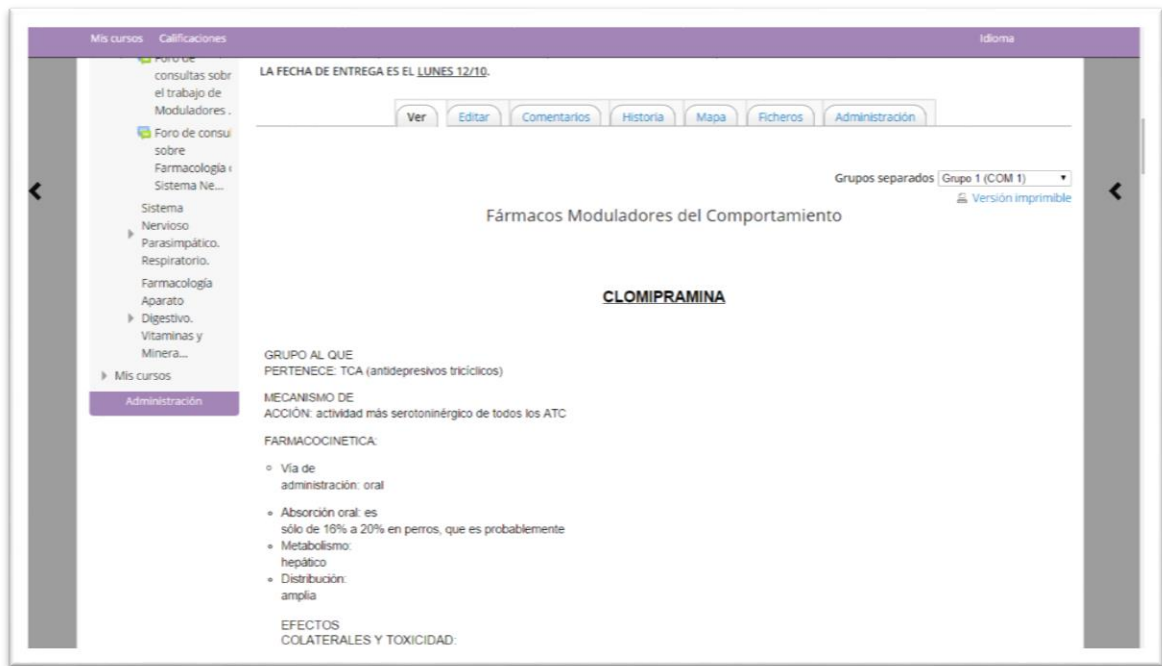 Mis cursos Calificaciones Idioma
Foro de
consultas sobr
el trabajo de
Moduladores .
Foro de consul
sobre
Farmacología
Sistema Ne...
Sistema
Nervioso
Parasimpático.
Respiratorio.
Farmacología
Aparato
Digestivo.
Vitaminas y
Minera...
Mis cursos
Administración
LA FECHA DE ENTREGA ES EL LUNES 12/10.
Ver Editar Comentarios Historia Mapa Ficheros Administración
Grupos separados Grupo 1 (COM 1)
Versión imprimible
Fármacos Moduladores del Comportamiento
CLOMIPRAMINA
GRUPO AL QUE
PERTENECE: TCA (antidepresivos tricíclicos)
MECANISMO DE
ACCIÓN: actividad más serotoninérgico de todos los ATC
FARMACOCINETICA:
Vía de
administración: oral
Absorción oral: es
sólo de 16% a 20% en perros, que es probablemente
Metabolismo:
hepático
Distribución:
amplia
EFECTOS
COLATERALES Y TOXICIDAD: